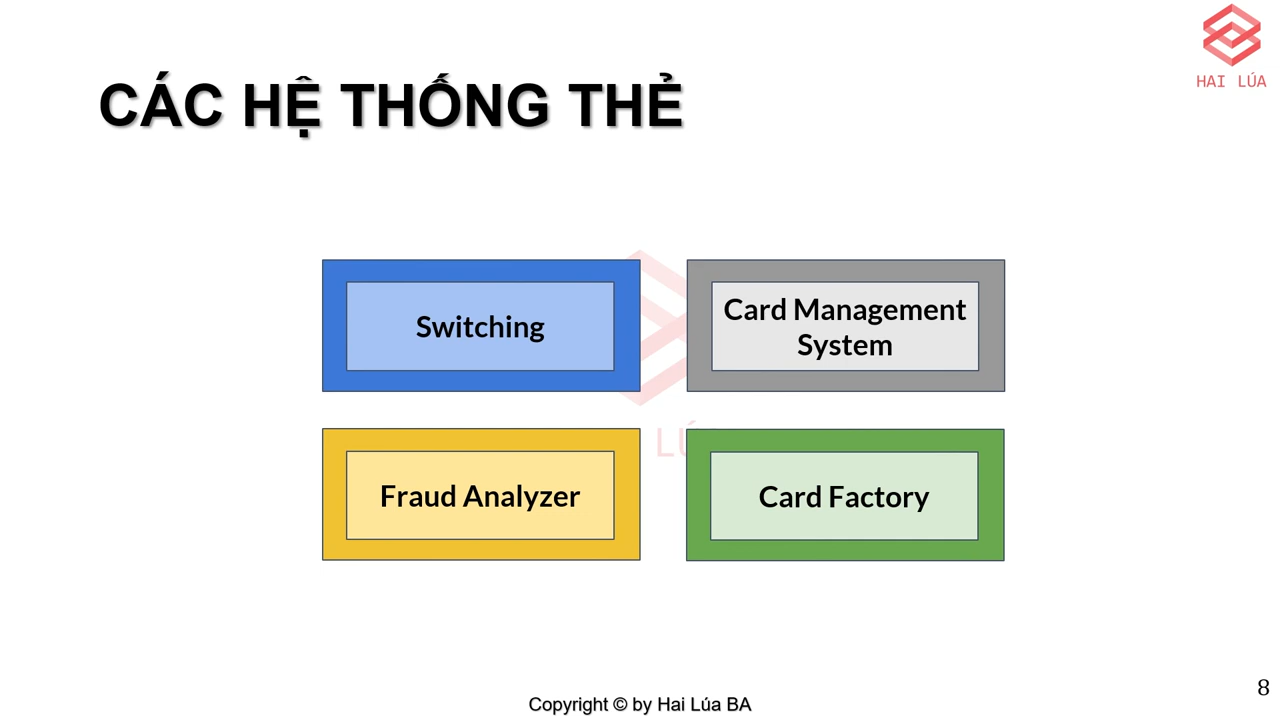 HAI LÚA
CÁC HỆ THỐNG THẺ
Switching
Card Management
System
LÚ
Fraud Analyzer
Card Factory
Copyright © by Hai Lúa BA
8